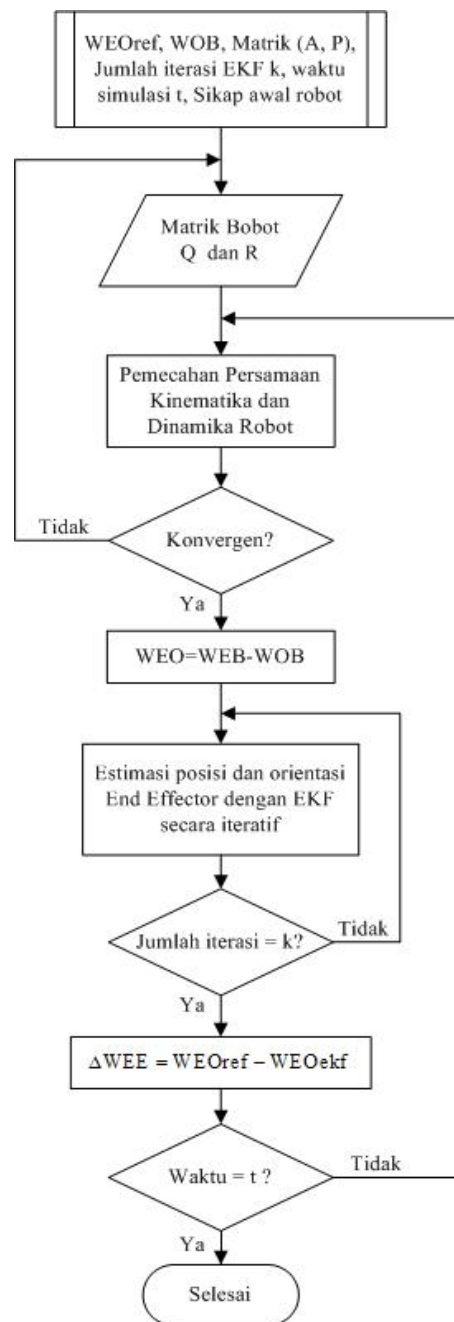 WEOref, WOB, Matrik (A, P),
Jumlah iterasi EKF k, waktu
simulasi t, Sikap awal robot
Matrik Bobot
Q dan R
Pemecahan Persamaan
Kinematika dan
Dinamika Robot
Tidak
Konvergen?
Ya
WEO=WEB-WOB
Estimasi posisi dan orientasi
End Effector dengan EKF
secara iteratif
Jumlah iterasi = k?
Tidak
Ya
ΔWEE = WEOref − WEOekf
Waktu = t ?
Tidak
Ya
Selesai